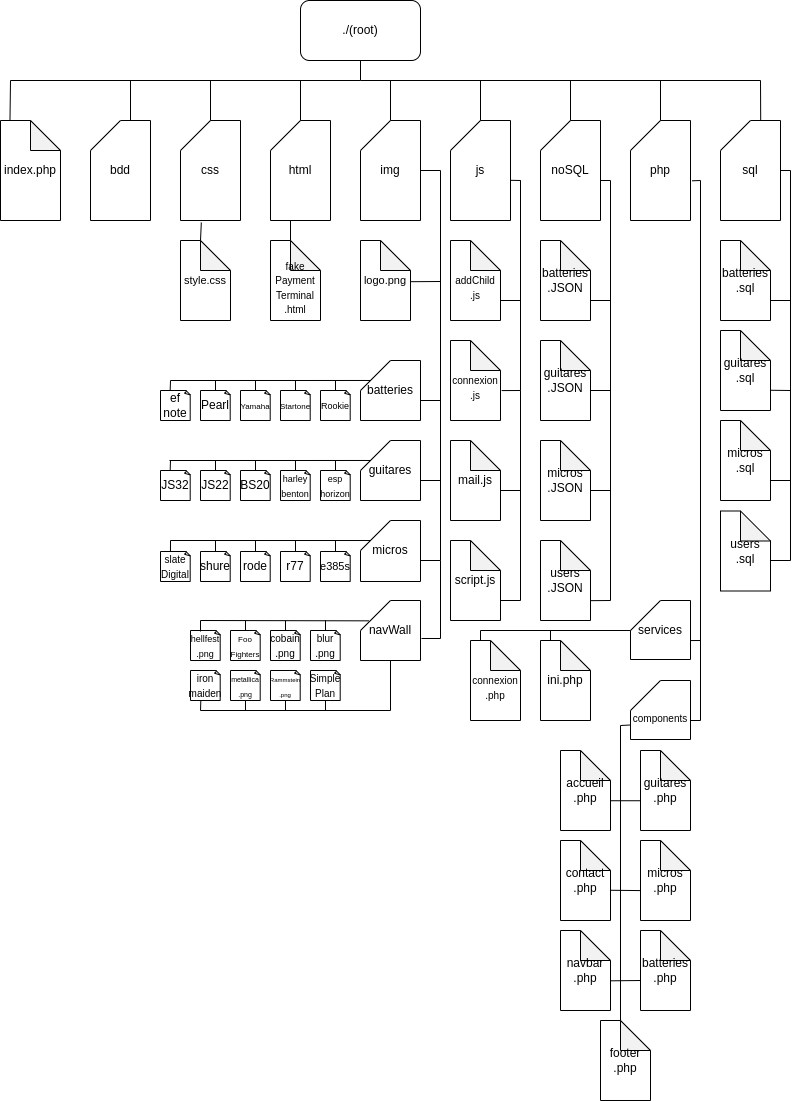 ./(root)
index.php
bdd
css
html
img
js
noSQL
php
sql
style.css
fake
Payment
Terminal
.html
logo.png
addChild
.js
batteries
.JSON
batteries
.sql
connexion
.js
guitares
.JSON
guitares
.sql
batteries
ef
note
Pearl
Yamaha
Startone
Rookie
mail.js
micros
.JSON
micros
.sql
guitares
JS32
JS22
BS20
harley
benton
esp
horizon
script.js
users
.JSON
users
.sql
micros
slate
Digital
shure
rode
r77
e385s
navWall
hellfest
.png
Foo
Fighters
cobain
.png
blur
.png
iron
maiden
metallica
.png
Rammstein
.png
Simple
Plan
services
connexion
.php
ini.php
components
accueil
.php
guitares
.php
contact
.php
micros
.php
navbar
.php
batteries
.php
footer
.php